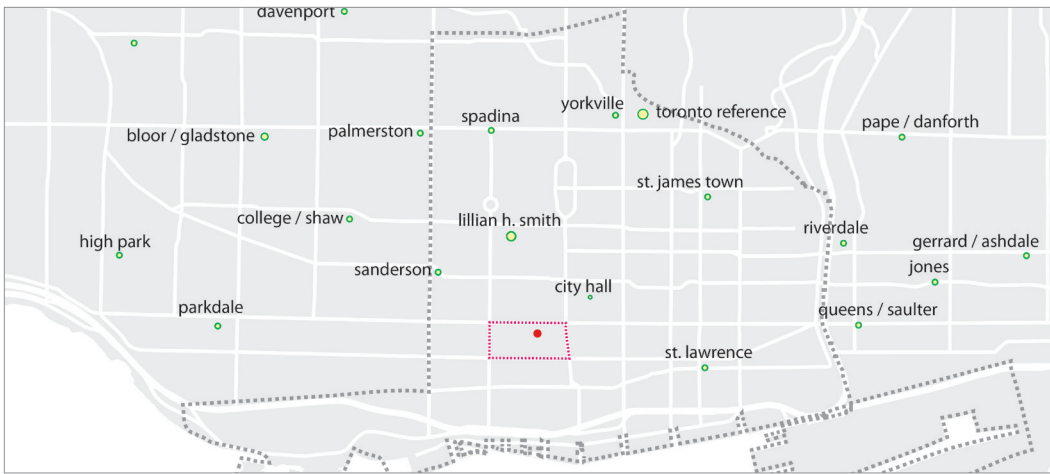 davenport
yorkville
toronto reference
spadina
palmerston
bloor / gladstone
pape / danforth
st. james town
college / shaw
lillian h. smith
riverdale
high park
gerrard / ashdale
sanderson
jones
city hall
parkdale
queens / saulter
st. lawrence